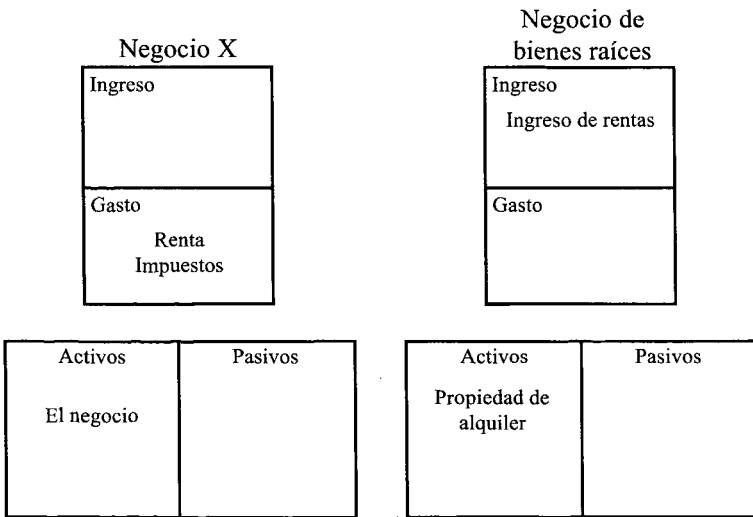 Negocio X
Ingreso
Gasto
Renta
Impuestos
Activos
Pasivos
El negocio
Negocio de
bienes raíces
Ingreso
Ingreso de rentas
Gasto
Activos
Pasivos
Propiedad de
alquiler